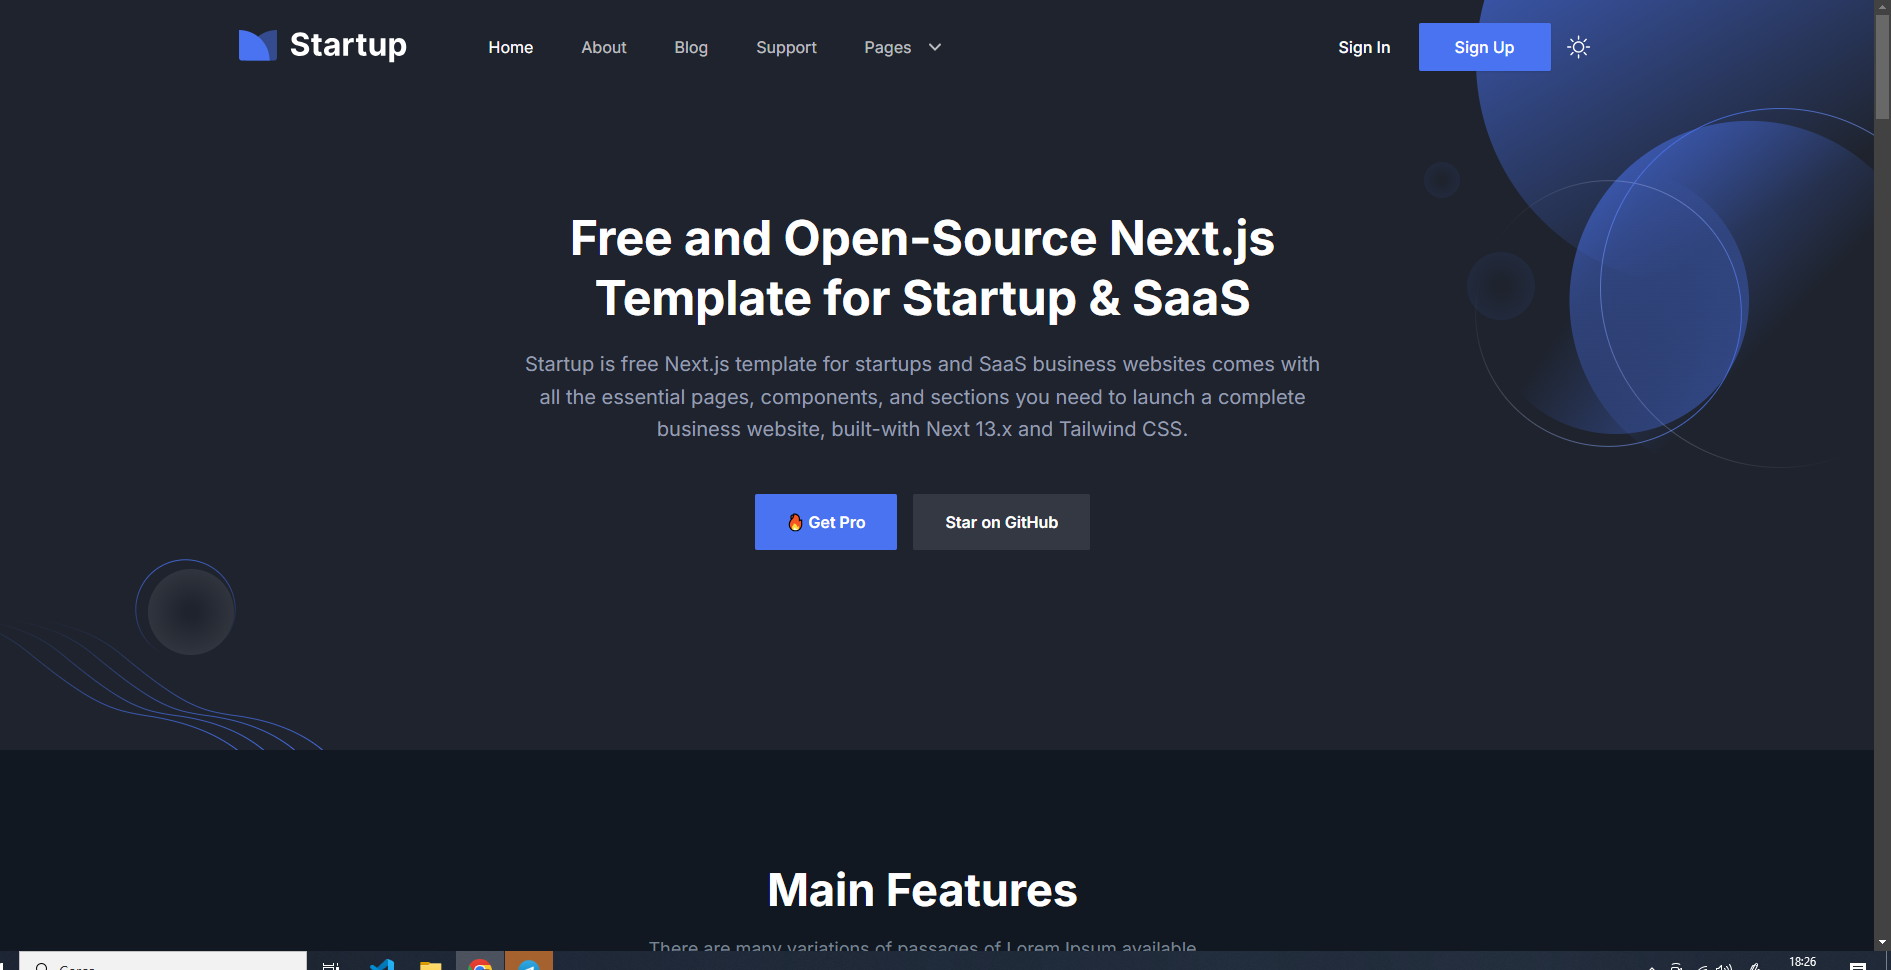 Startup
Home About Blog Support Pages
Sign In Sign Up
Free and Open-Source Next.js
Template for Startup & SaaS
Startup is free Next.js template for startups and SaaS business websites comes with
all the essential pages, components, and sections you need to launch a complete
business website, built-with Next 13.x and Tailwind CSS.
🔥 Get Pro Star on GitHub
Main Features
There are many variations of passages of Lorem Ipsum available
18:26